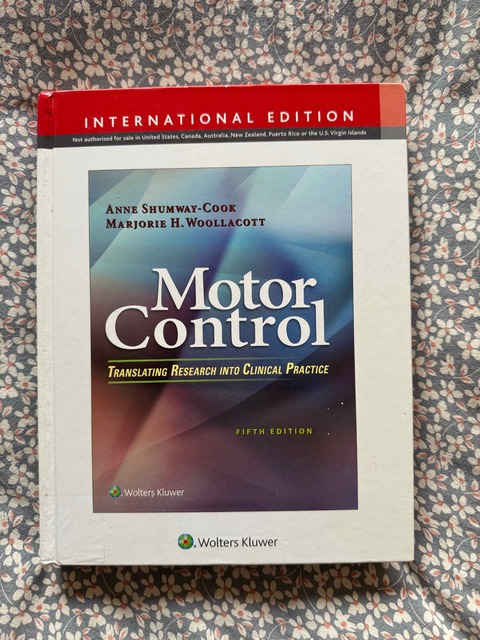 INTERNATIONAL EDITION
Not authorised for sale in United States, Canada, Australia, New Zealand, Puerto Rico or the U.S. Virgin Islands
ANNE SHUMWAY-COOK
MARJORIE H. WOOLLACOTT
Motor
Control
TRANSLATING RESEARCH INTO CLINICAL PRACTICE
FIFTH EDITION
Wolters Kluwer
Wolters Kluwer